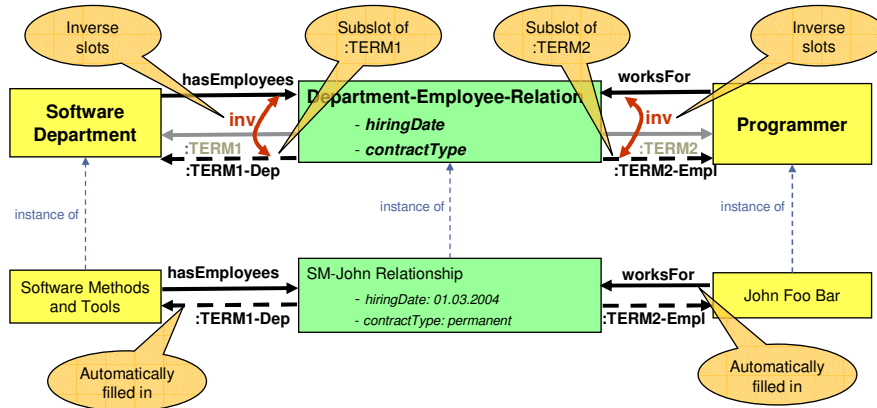 Inverse
slots
Subslot of
:TERM1
Subslot of
:TERM2
Inverse
slots
hasEmployees
worksFor
Software
Department
Department-Employee-Relation
- hiringDate
- contractType
Programmer
inv
inv
:TERM1
:TERM2
:TERM1-Dep
:TERM2-Empl
instance of
instance of
instance of
Software Methods
and Tools
hasEmployees
SM-John Relationship
- hiringDate: 01.03.2004
- contractType: permanent
worksFor
John Foo Bar
:TERM1-Dep
:TERM2-Empl
Automatically
filled in
Automatically
filled in